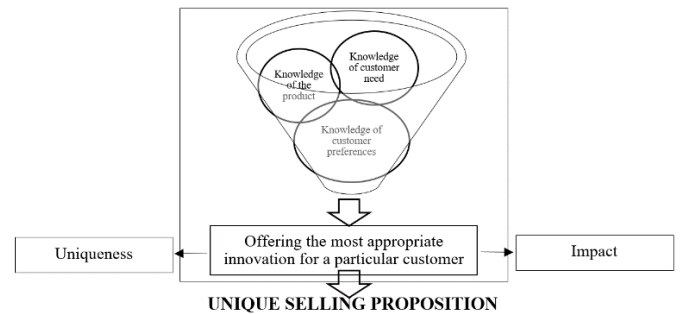 Knowledge
of customer
need
Knowledge
of the
product
Knowledge of
customer
preferences
Offering the most appropriate
innovation for a particular customer
Uniqueness
Impact
UNIQUE SELLING PROPOSITION